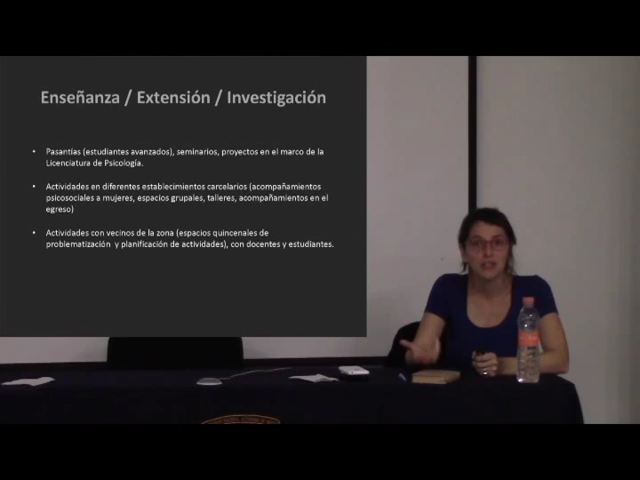 Enseñanza / Extensión / Investigación
• Pasantías (estudiantes avanzados), seminarios, proyectos en el marco de la
Licenciatura de Psicología.
• Actividades en diferentes establecimientos carcelarios (acompañamientos
psicosociales a mujeres, espacios grupales, talleres, acompañamientos en el
egreso)
• Actividades con vecinos de la zona (espacios quincenales de
problematización y planificación de actividades), con docentes y estudiantes.